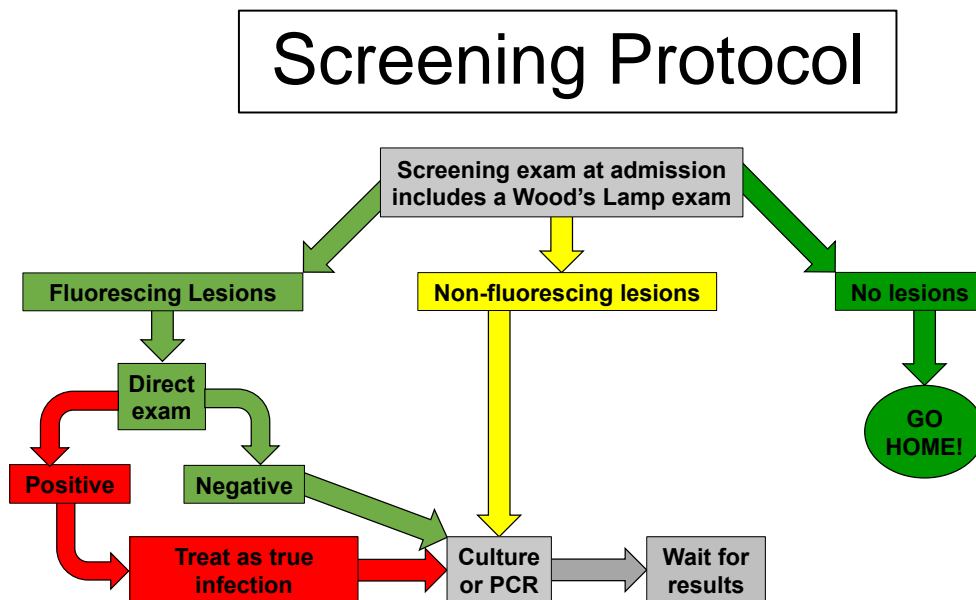 Screening Protocol
Screening exam at admission
includes a Wood's Lamp exam
Fluorescing Lesions
Non-fluorescing lesions
No lesions
Direct
exam
GO
HOME!
Positive
Negative
Treat as true
infection
Culture
or PCR
Wait for
results